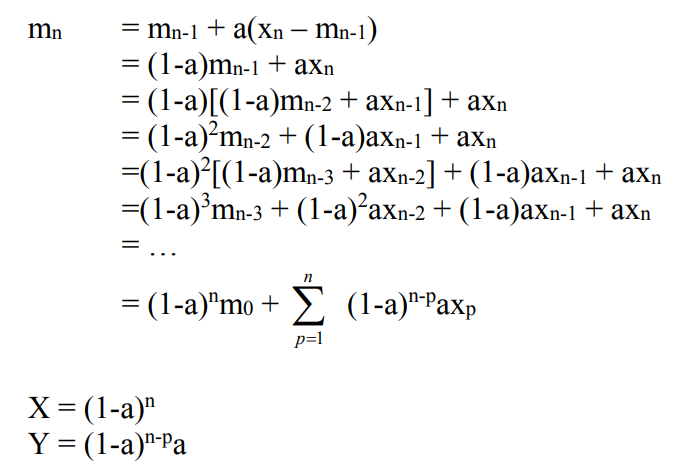 mₙ = mₙ₋₁ + a(xₙ – mₙ₋₁)
= (1-a)mₙ₋₁ + axₙ
= (1-a)[(1-a)mₙ₋₂ + axₙ₋₁] + axₙ
= (1-a)²mₙ₋₂ + (1-a)axₙ₋₁ + axₙ
=(1-a)²[(1-a)mₙ₋₃ + axₙ₋₂] + (1-a)axₙ₋₁ + axₙ
=(1-a)³mₙ₋₃ + (1-a)²axₙ₋₂ + (1-a)axₙ₋₁ + axₙ
= …
= (1-a)ⁿm₀ + ∑ₚ₌₁ⁿ (1-a)ⁿ⁻ᵖaxₚ
X = (1-a)ⁿ
Y = (1-a)ⁿ⁻ᵖa